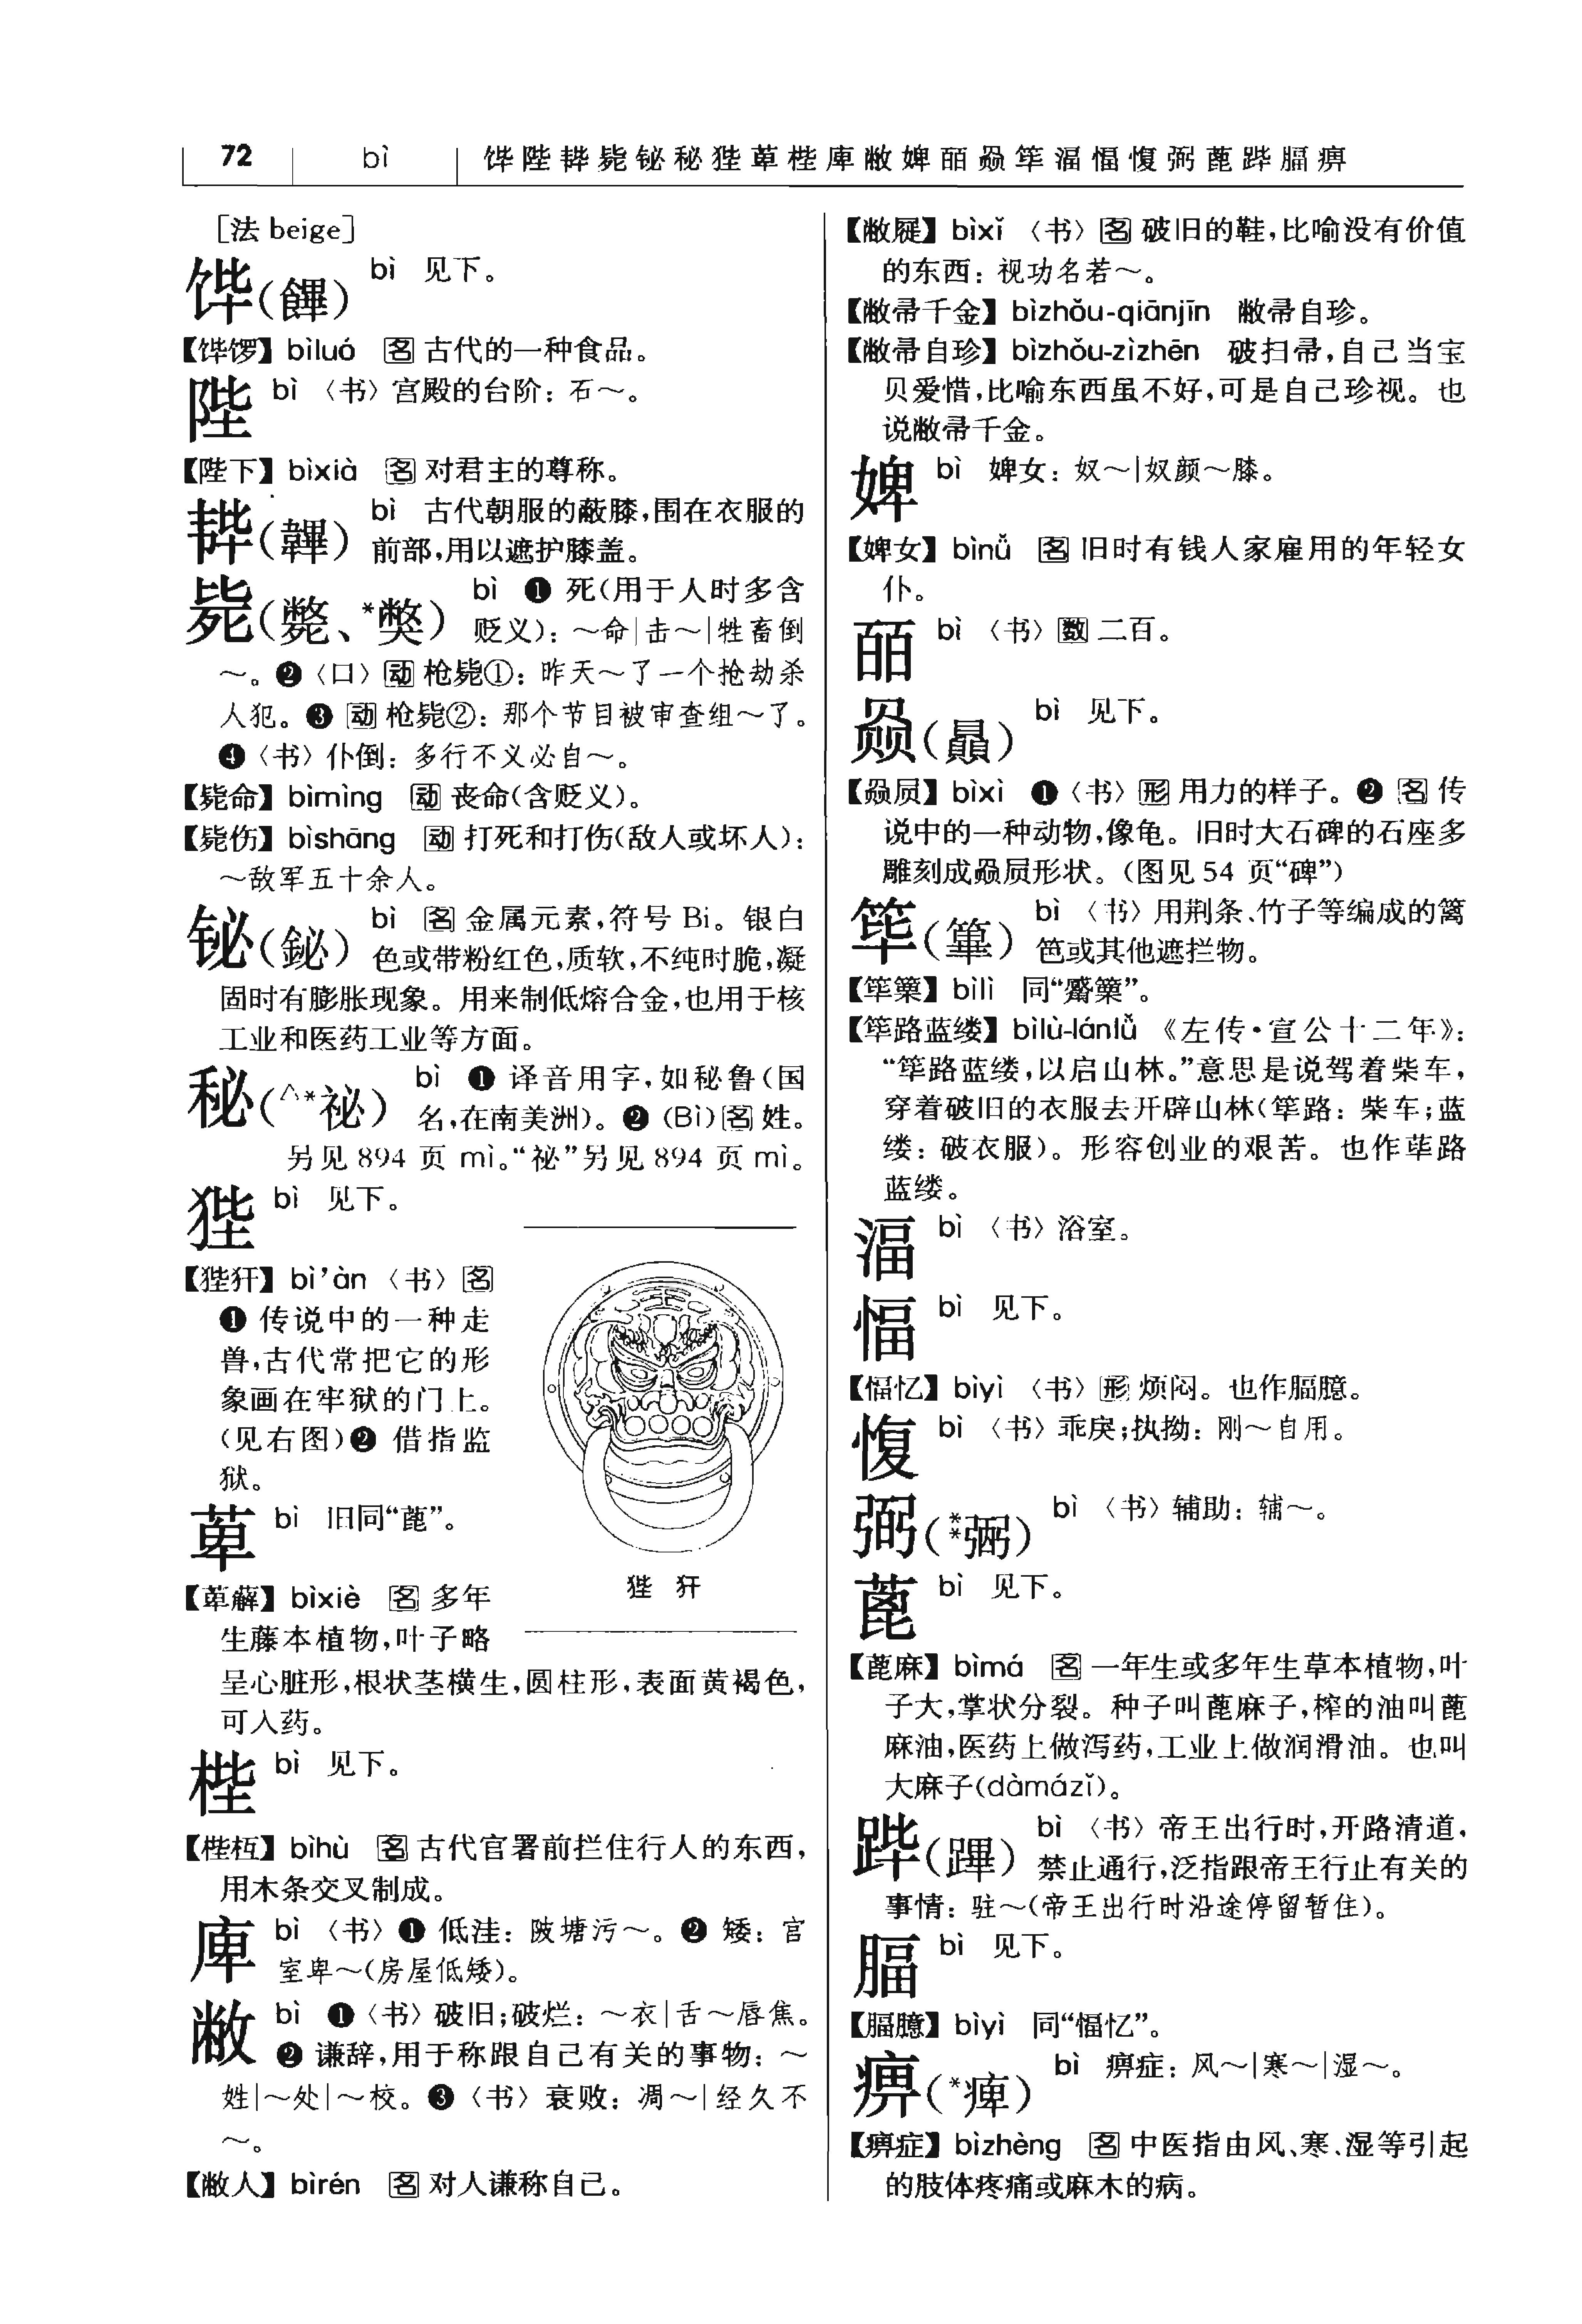 72 bì 饆陛韠毙铋秘狴萆梐庳敝婢皕赑筚湢愊愎弼蓖跸腷痹
[法 beige]
饆(饆) bì 见下。
【饆饠】bìluó 名 古代的一种食品。
陛 bì 〈书〉宫殿的台阶：石～。
【陛下】bìxià 名 对君主的尊称。
韠(韠) bì 古代朝服的蔽膝，围在衣服的
前部，用以遮护膝盖。
毙(斃、*獘) bì ❶ 死(用于人时多含
贬义)：～命|击～|牲畜倒
～。❷〈口〉动 枪毙①：昨天～了一个抢劫杀
人犯。❸ 动 枪毙②：那个节目被审查组～了。
❹〈书〉仆倒：多行不义必自～。
【毙命】bìmìng 动 丧命(含贬义)。
【毙伤】bìshāng 动 打死和打伤(敌人或坏人)：
～敌军五十余人。
铋(鉍) bì 名 金属元素，符号 Bi。银白
色或带粉红色，质软，不纯时脆，凝
固时有膨胀现象。用来制低熔合金，也用于核
工业和医药工业等方面。
秘(△*祕) bì ❶ 译音用字，如秘鲁(国
名，在南美洲)。❷ (Bì)名 姓。
另见 894 页 mì。“祕”另见 894 页 mì。
狴 bì 见下。
【狴犴】bì’àn 〈书〉名
❶ 传说中的一种走
兽，古代常把它的形
象画在牢狱的门上。
(见右图)❷ 借指监
狱。
狴 犴
萆 bì 旧同“蓖”。
【萆薢】bìxiè 名 多年
生藤本植物，叶子略
呈心脏形，根状茎横生，圆柱形，表面黄褐色，
可入药。
梐 bì 见下。
【梐枑】bìhù 名 古代官署前拦住行人的东西，
用木条交叉制成。
庳 bì 〈书〉❶ 低洼：陂塘污～。❷ 矮：宫
室卑～(房屋低矮)。
敝 bì ❶〈书〉破旧；破烂：～衣|舌～唇焦。
❷ 谦辞，用于称跟自己有关的事物：～
姓|～处|～校。❸〈书〉衰败：凋～|经久不
～。
【敝人】bìrén 名 对人谦称自己。
【敝屣】bìxǐ 〈书〉名 破旧的鞋，比喻没有价值
的东西：视功名若～。
【敝帚千金】bìzhǒu-qiānjīn 敝帚自珍。
【敝帚自珍】bìzhǒu-zìzhēn 破扫帚，自己当宝
贝爱惜，比喻东西虽不好，可是自己珍视。也
说敝帚千金。
婢 bì 婢女：奴～|奴颜～膝。
【婢女】bìnǚ 名 旧时有钱人家雇用的年轻女
仆。
皕 bì 〈书〉数 二百。
赑(贔) bì 见下。
【赑屃】bìxì ❶〈书〉形 用力的样子。❷ 名 传
说中的一种动物，像龟。旧时大石碑的石座多
雕刻成赑屃形状。(图见 54 页“碑”)
筚(篳) bì 〈书〉用荆条、竹子等编成的篱
笆或其他遮拦物。
【筚篥】bìlì 同“觱篥”。
【筚路蓝缕】bìlù-lánlǚ 《左传·宣公十二年》：
“筚路蓝缕，以启山林。”意思是说驾着柴车，
穿着破旧的衣服去开辟山林(筚路：柴车；蓝
缕：破衣服)。形容创业的艰苦。也作荜路
蓝缕。
湢 bì 〈书〉浴室。
愊 bì 见下。
【愊忆】bìyì 〈书〉形 烦闷。也作腷臆。
愎 bì 〈书〉乖戾；执拗：刚～自用。
弼(**弻) bì 〈书〉辅助：辅～。
蓖 bì 见下。
【蓖麻】bìmá 名 一年生或多年生草本植物，叶
子大，掌状分裂。种子叫蓖麻子，榨的油叫蓖
麻油，医药上做泻药，工业上做润滑油。也叫
大麻子(dàmázǐ)。
跸(蹕) bì 〈书〉帝王出行时，开路清道，
禁止通行，泛指跟帝王行止有关的
事情：驻～(帝王出行时沿途停留暂住)。
腷 bì 见下。
【腷臆】bìyì 同“愊忆”。
痹(*痺) bì 痹症：风～|寒～|湿～。
【痹症】bìzhèng 名 中医指由风、寒、湿等引起
的肢体疼痛或麻木的病。